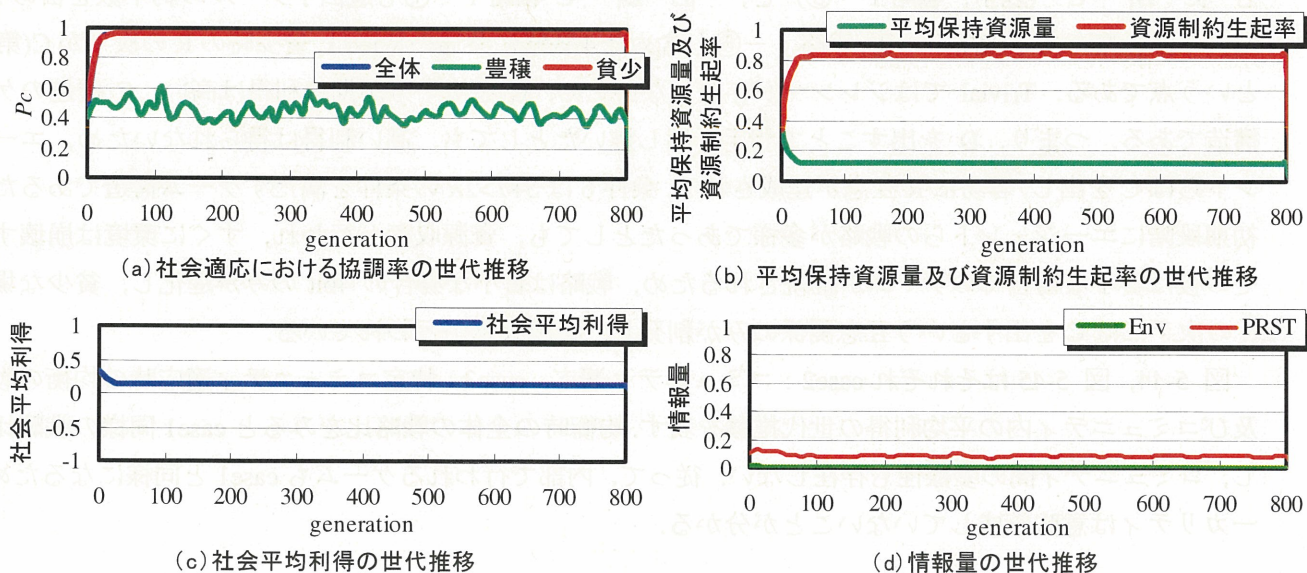 1
0.8
0.6
0.4
0.2
0
Pc
全体 豊穣 貧少
0 100 200 300 400 500 600 700 800
generation
(a)社会適応における協調率の世代推移
平均保持資源量及び
資源制約生起率
1
0.8
0.6
0.4
0.2
0
平均保持資源量 資源制約生起率
0 100 200 300 400 500 600 700 800
generation
(b)平均保持資源量及び資源制約生起率の世代推移
社会平均利得
1
0.5
0
-0.5
-1
社会平均利得
0 100 200 300 400 500 600 700 800
generation
(c)社会平均利得の世代推移
情報量
1
0.8
0.6
0.4
0.2
0
Env PRST
0 100 200 300 400 500 600 700 800
generation
(d)情報量の世代推移